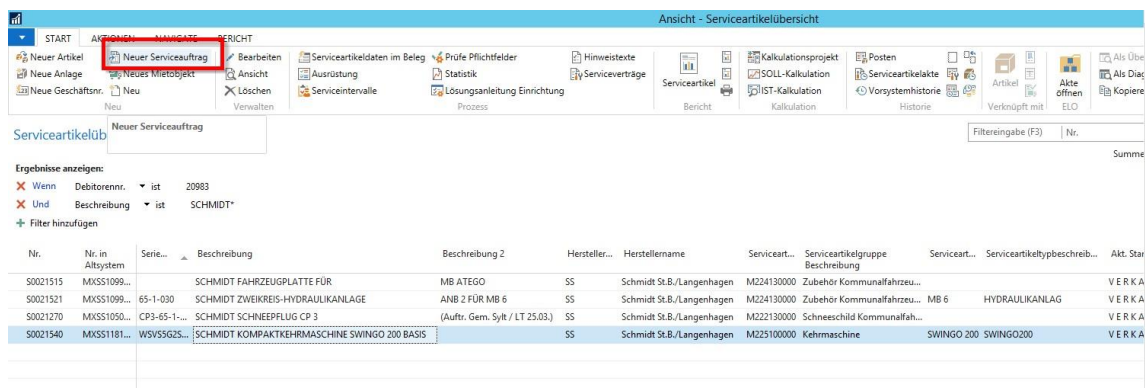 Ansicht - Serviceartikelübersicht
START AKTIONEN NAVIGATE BERICHT
Neuer Artikel Neuer Serviceauftrag Bearbeiten Serviceartikeldaten im Beleg Prüfe Pflichtfelder Hinweistexte Kalkulationsprojekt Posten Als Übe
Neue Anlage Neues Mietobjekt Ansicht Ausrüstung Statistik Serviceverträge Serviceartikel SOLL-Kalkulation Serviceartikelakte Artikel Akte öffnen Als Diag
Neue Geschäftsnr. Neu Löschen Serviceintervalle Lösungsanleitung Einrichtung IST-Kalkulation Vorsystemhistorie Kopiere
Neu Verwalten Prozess Bericht Kalkulation Historie Verknüpft mit ELO
Serviceartikelüb Neuer Serviceauftrag Filtereingabe (F3) Nr.
Summe
Ergebnisse anzeigen:
Wenn Debitorennr. ist 20983
Und Beschreibung ist SCHMIDT*
Filter hinzufügen
Nr. Nr. in Altsystem Serie... Beschreibung Beschreibung 2 Hersteller... Herstellername Serviceart... Serviceartikelgruppe Beschreibung Serviceart... Serviceartikeltypbeschreib... Akt. Star
S0021515 MXSS1099... SCHMIDT FAHRZEUGPLATTE FÜR MB ATEGO SS Schmidt St.B./Langenhagen M224130000 Zubehör Kommunalfahrzeu... VERKA
S0021521 MXSS1099... 65-1-030 SCHMIDT ZWEIKREIS-HYDRAULIKANLAGE ANB 2 FÜR MB 6 SS Schmidt St.B./Langenhagen M224130000 Zubehör Kommunalfahrzeu... MB 6 HYDRAULIKANLAG VERKA
S0021270 MXSS1050... CP3-65-1-... SCHMIDT SCHNEEPFLUG CP 3 (Auftr. Gem. Sylt / LT 25.03.) SS Schmidt St.B./Langenhagen M222130000 Schneeschild Kommunalfah... VERKA
S0021540 MXSS1181... WSVS5G2S... SCHMIDT KOMPAKTKEHRMASCHINE SWINGO 200 BASIS SS Schmidt St.B./Langenhagen M225100000 Kehrmaschine SWINGO 200 SWINGO200 VERKA